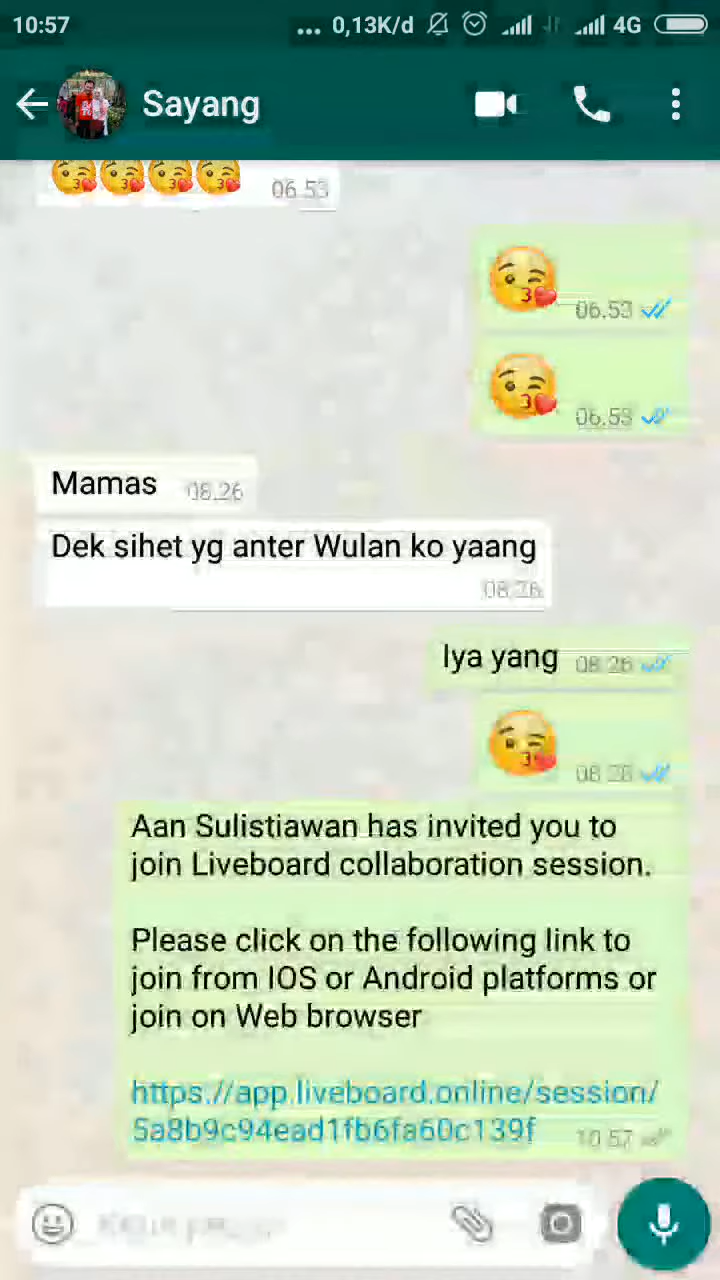 10:57 ... 0,13K/d 4G
Sayang
06.53
06.53
06.53
Mamas 08.26
Dek sihet yg anter Wulan ko yaang
08.26
Iya yang 08.26
08.28
Aan Sulistiawan has invited you to
join Liveboard collaboration session.
Please click on the following link to
join from IOS or Android platforms or
join on Web browser
https://app.liveboard.online/session/
5a8b9c94ead1fb6fa60c139f 10.57